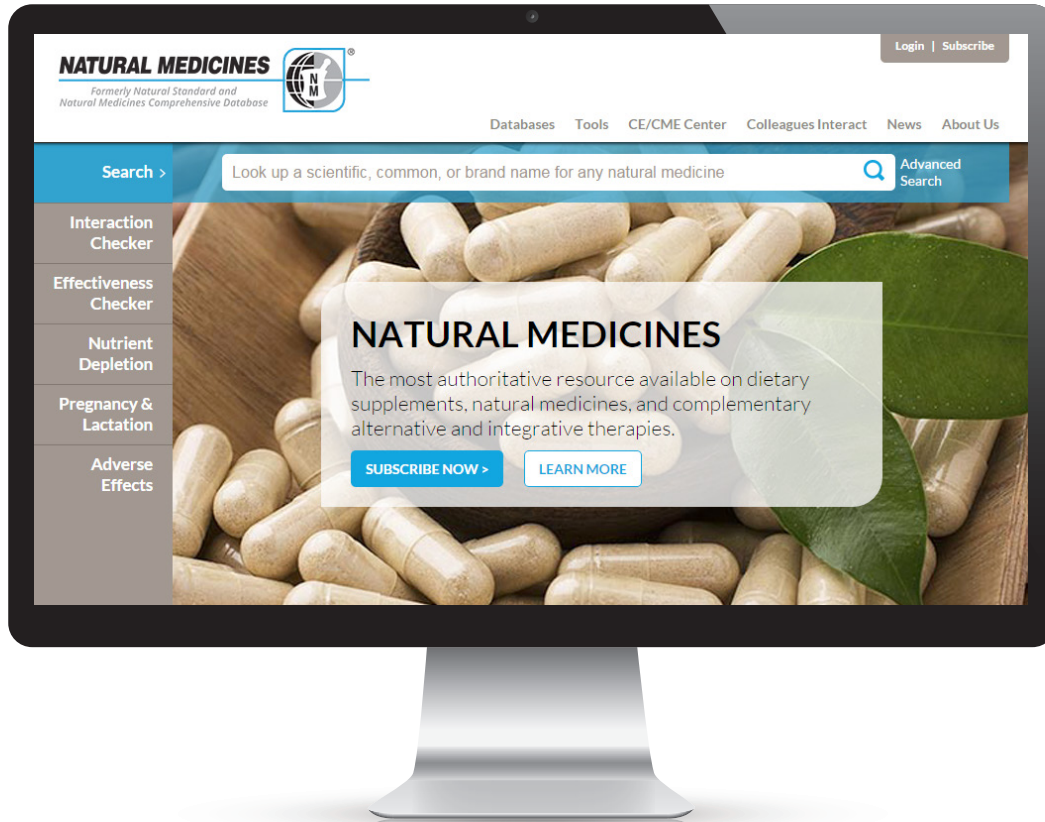 NATURAL MEDICINES
Formerly Natural Standard and
Natural Medicines Comprehensive Database
®
N
M
Login | Subscribe
Databases Tools CE/CME Center Colleagues Interact News About Us
Search >
Look up a scientific, common, or brand name for any natural medicine
Advanced
Search
Interaction
Checker
Effectiveness
Checker
Nutrient
Depletion
Pregnancy &
Lactation
Adverse
Effects
NATURAL MEDICINES
The most authoritative resource available on dietary
supplements, natural medicines, and complementary
alternative and integrative therapies.
SUBSCRIBE NOW > LEARN MORE